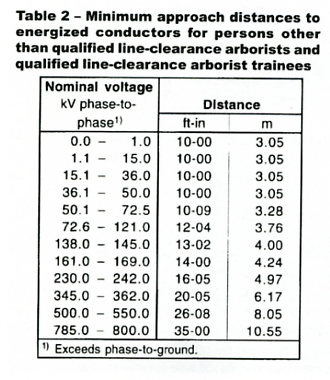 Table 2 – Minimum approach distances to
energized conductors for persons other
than qualified line-clearance arborists and
qualified line-clearance arborist trainees
Nominal voltage
kV phase-to-
phase¹⁾
Distance
ft-in m
0.0 – 1.0 10-00 3.05
1.1 – 15.0 10-00 3.05
15.1 – 36.0 10-00 3.05
36.1 – 50.0 10-00 3.05
50.1 – 72.5 10-09 3.28
72.6 – 121.0 12-04 3.76
138.0 – 145.0 13-02 4.00
161.0 – 169.0 14-00 4.24
230.0 – 242.0 16-05 4.97
345.0 – 362.0 20-05 6.17
500.0 – 550.0 26-08 8.05
785.0 – 800.0 35-00 10.55
¹⁾ Exceeds phase-to-ground.